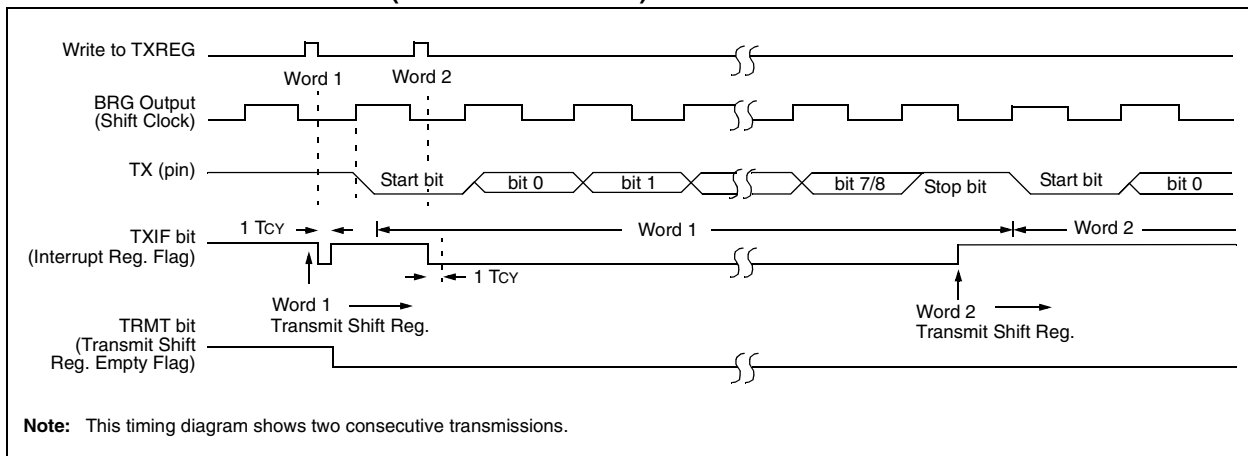 Write to TXREG
Word 1
Word 2
BRG Output
(Shift Clock)
TX (pin)
Start bit
bit 0
bit 1
bit 7/8
Stop bit
Start bit
bit 0
1 TCY
Word 1
Word 2
TXIF bit
(Interrupt Reg. Flag)
1 TCY
Word 1
Transmit Shift Reg.
Word 2
Transmit Shift Reg.
TRMT bit
(Transmit Shift
Reg. Empty Flag)
Note: This timing diagram shows two consecutive transmissions.